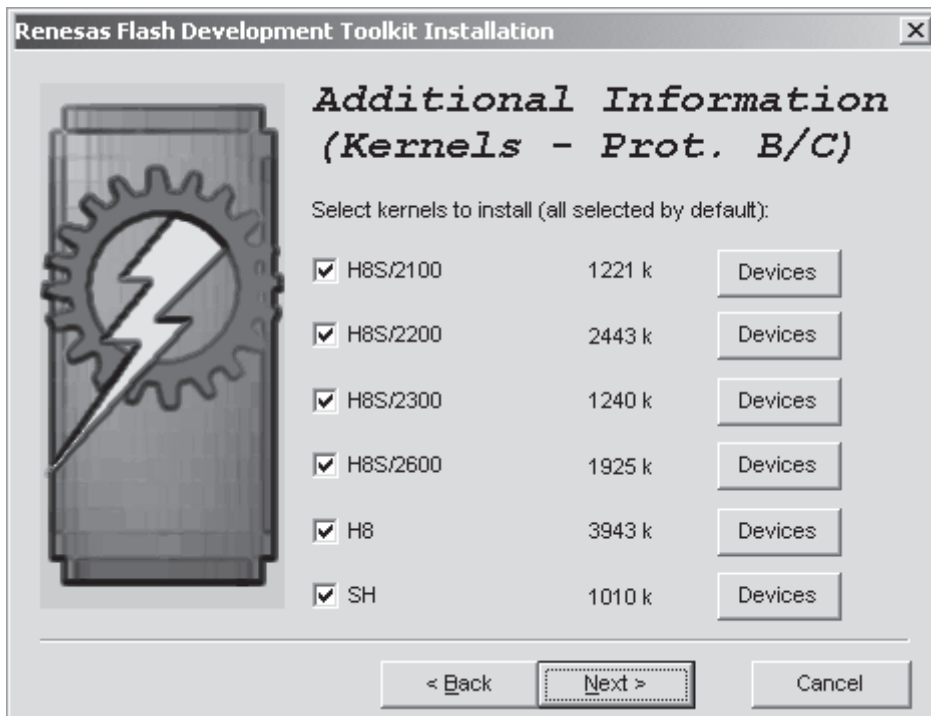 Renesas Flash Development Toolkit Installation
Additional Information
(Kernels - Prot. B/C)
Select kernels to install (all selected by default):
H8S/2100 1221 k Devices
H8S/2200 2443 k Devices
H8S/2300 1240 k Devices
H8S/2600 1925 k Devices
H8 3943 k Devices
SH 1010 k Devices
< Back Next > Cancel